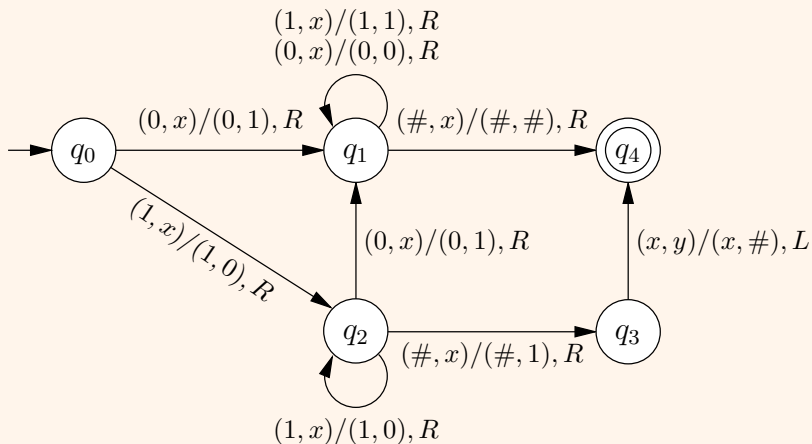 (1, x)/(1, 1), R
(0, x)/(0, 0), R
(0, x)/(0, 1), R
(#, x)/(#, #), R
q0
q1
q4
(1, x)/(1, 0), R
(0, x)/(0, 1), R
(x, y)/(x, #), L
q2
q3
(#, x)/(#, 1), R
(1, x)/(1, 0), R